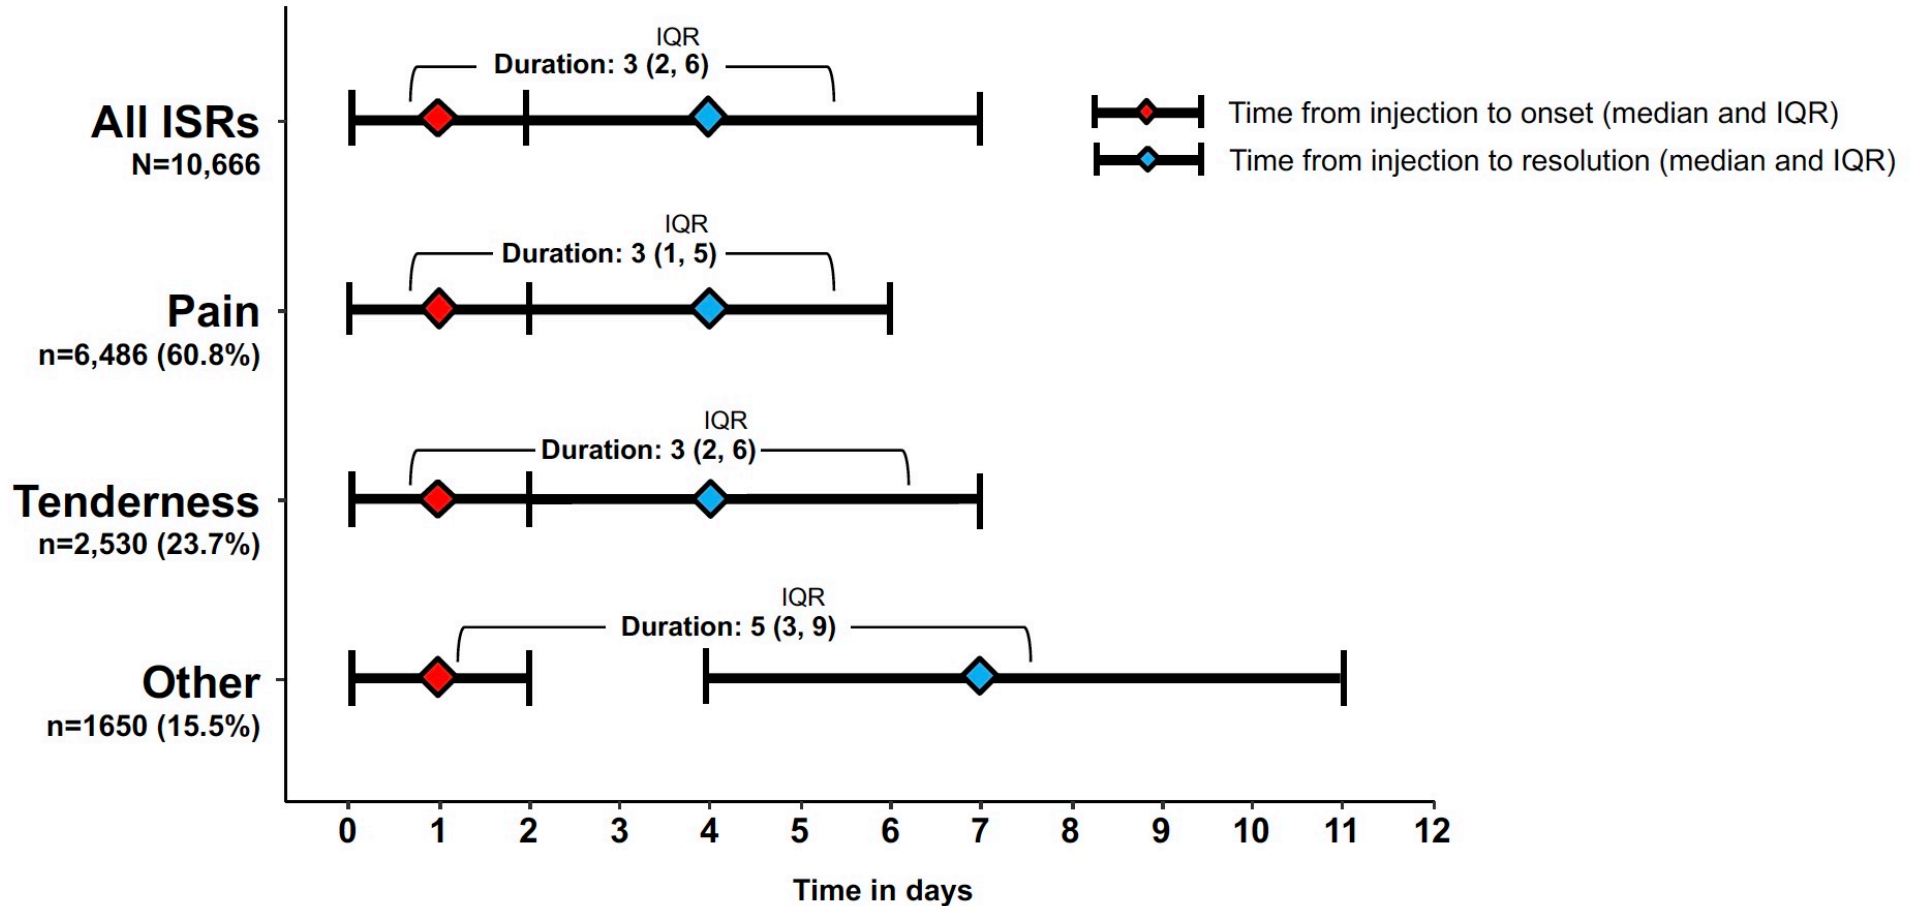 IQR
Duration: 3 (2, 6)
All ISRs
N=10,666
Time from injection to onset (median and IQR)
Time from injection to resolution (median and IQR)
IQR
Duration: 3 (1, 5)
Pain
n=6,486 (60.8%)
IQR
Duration: 3 (2, 6)
Tenderness
n=2,530 (23.7%)
IQR
Duration: 5 (3, 9)
Other
n=1650 (15.5%)
0 1 2 3 4 5 6 7 8 9 10 11 12
Time in days